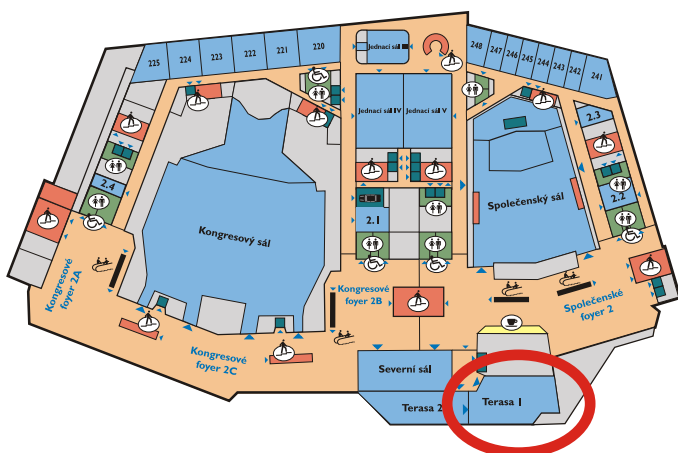 225
224
223
222
221
220
Jednací sál
248
247
246
245
244
243
242
241
Jednací sál IV
Jednací sál V
2.3
2.4
2.2
2.1
Kongresový sál
Společenský sál
Kongresové
foyer 2A
Kongresové
foyer 2B
Společenské
foyer 2
Kongresové
foyer 2C
Severní sál
Terasa 2
Terasa 1